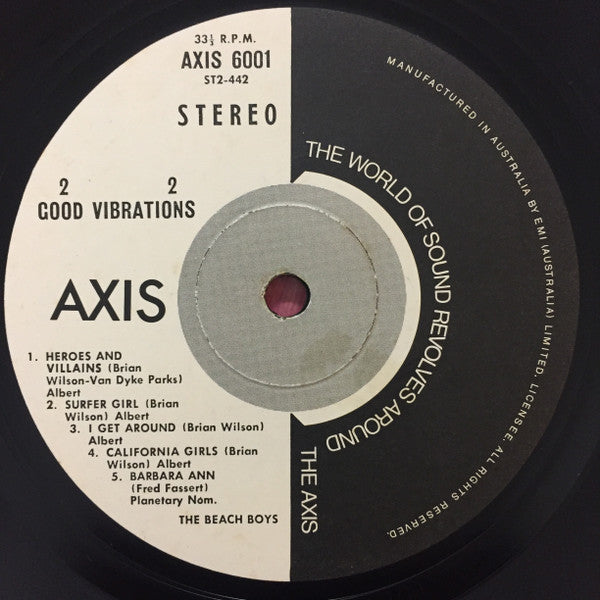 33⅓ R.P.M.
AXIS 6001
ST2-442
STEREO
2 2
GOOD VIBRATIONS
AXIS
1. HEROES AND
VILLAINS (Brian
Wilson-Van Dyke Parks)
Albert
2. SURFER GIRL (Brian
Wilson) Albert
3. I GET AROUND (Brian Wilson)
Albert
4. CALIFORNIA GIRLS (Brian
Wilson) Albert
5. BARBARA ANN
(Fred Fassert)
Planetary Nom.
THE BEACH BOYS
THE WORLD OF SOUND REVOLVES AROUND
THE AXIS
MANUFACTURED IN AUSTRALIA BY EMI (AUSTRALIA) LIMITED. LICENSEE. ALL RIGHTS RESERVED.